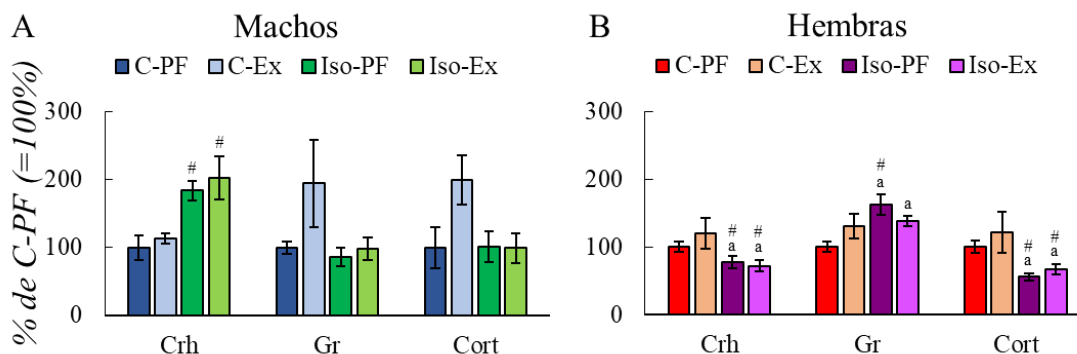 A Machos
C-PF C-Ex Iso-PF Iso-Ex
% de C-PF (=100%)
300
200
100
0
# #
Crh Gr Cort
B Hembras
C-PF C-Ex Iso-PF Iso-Ex
300
200
100
0
#
a a
# #
a a
# #
a a
Crh Gr Cort